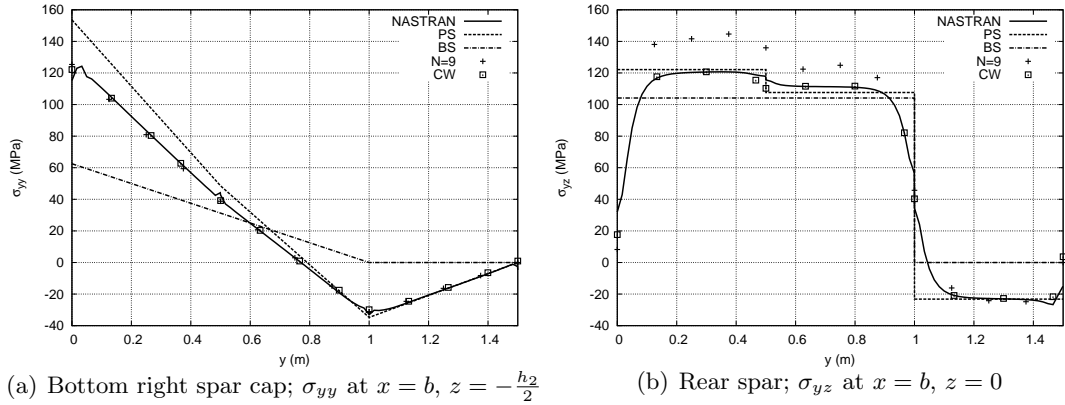 160
140
120
100
80
60
40
20
0
-20
-40
0 0.2 0.4 0.6 0.8 1 1.2 1.4
σyy (MPa)
y (m)
NASTRAN
PS
BS
N=9
CW
(a) Bottom right spar cap; σyy at x = b, z = −h2/2
160
140
120
100
80
60
40
20
0
-20
-40
0 0.2 0.4 0.6 0.8 1 1.2 1.4
σyz (MPa)
y (m)
NASTRAN
PS
BS
N=9
CW
(b) Rear spar; σyz at x = b, z = 0